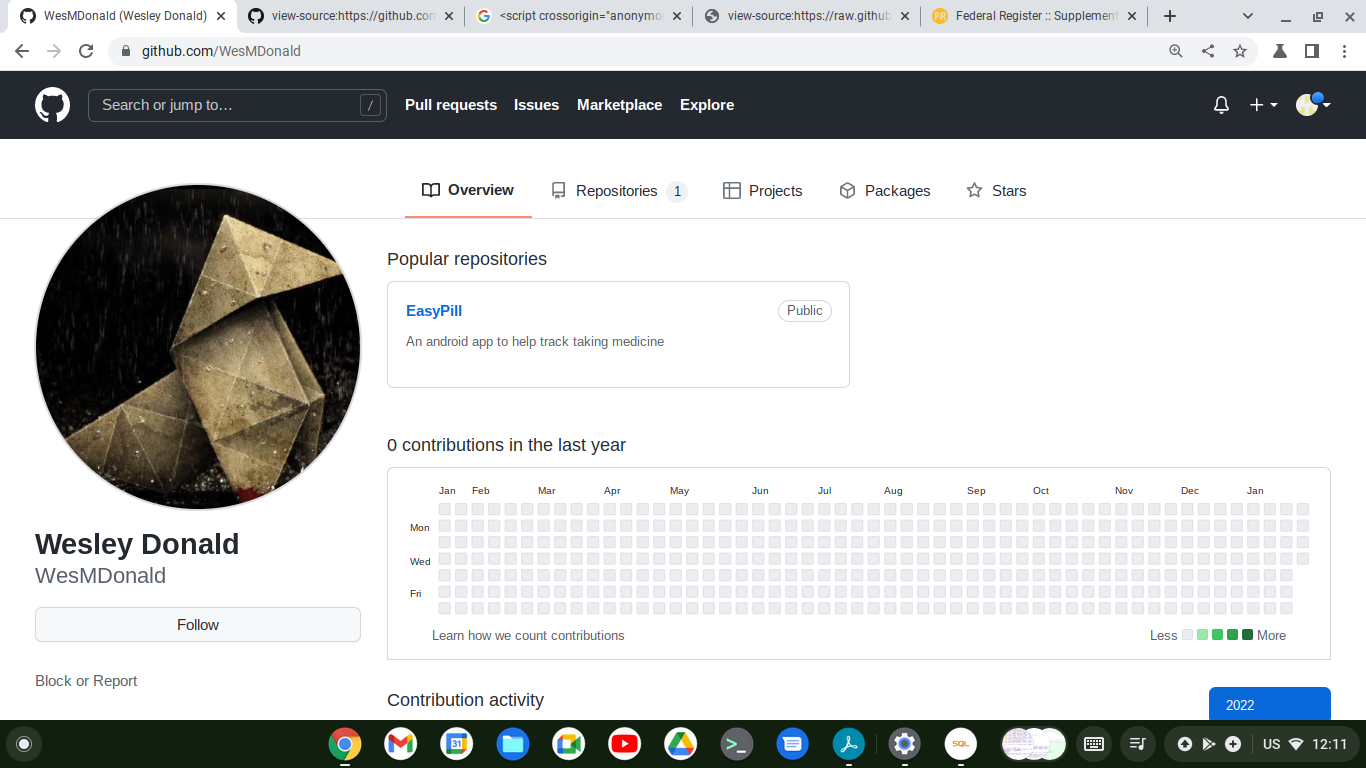 WesMDonald (Wesley Donald)
view-source:https://github.com
<script crossorigin="anonymo
view-source:https://raw.github
FR
Federal Register :: Supplement
github.com/WesMDonald
Search or jump to…
/
Pull requests
Issues
Marketplace
Explore
Overview
Repositories 1
Projects
Packages
Stars
Popular repositories
EasyPill
Public
An android app to help track taking medicine
0 contributions in the last year
Jan Feb Mar Apr May Jun Jul Aug Sep Oct Nov Dec Jan
Mon
Wed
Fri
Learn how we count contributions
Less
More
Wesley Donald
WesMDonald
Follow
Block or Report
Contribution activity
2022
31
>_
SQL
US
12:11